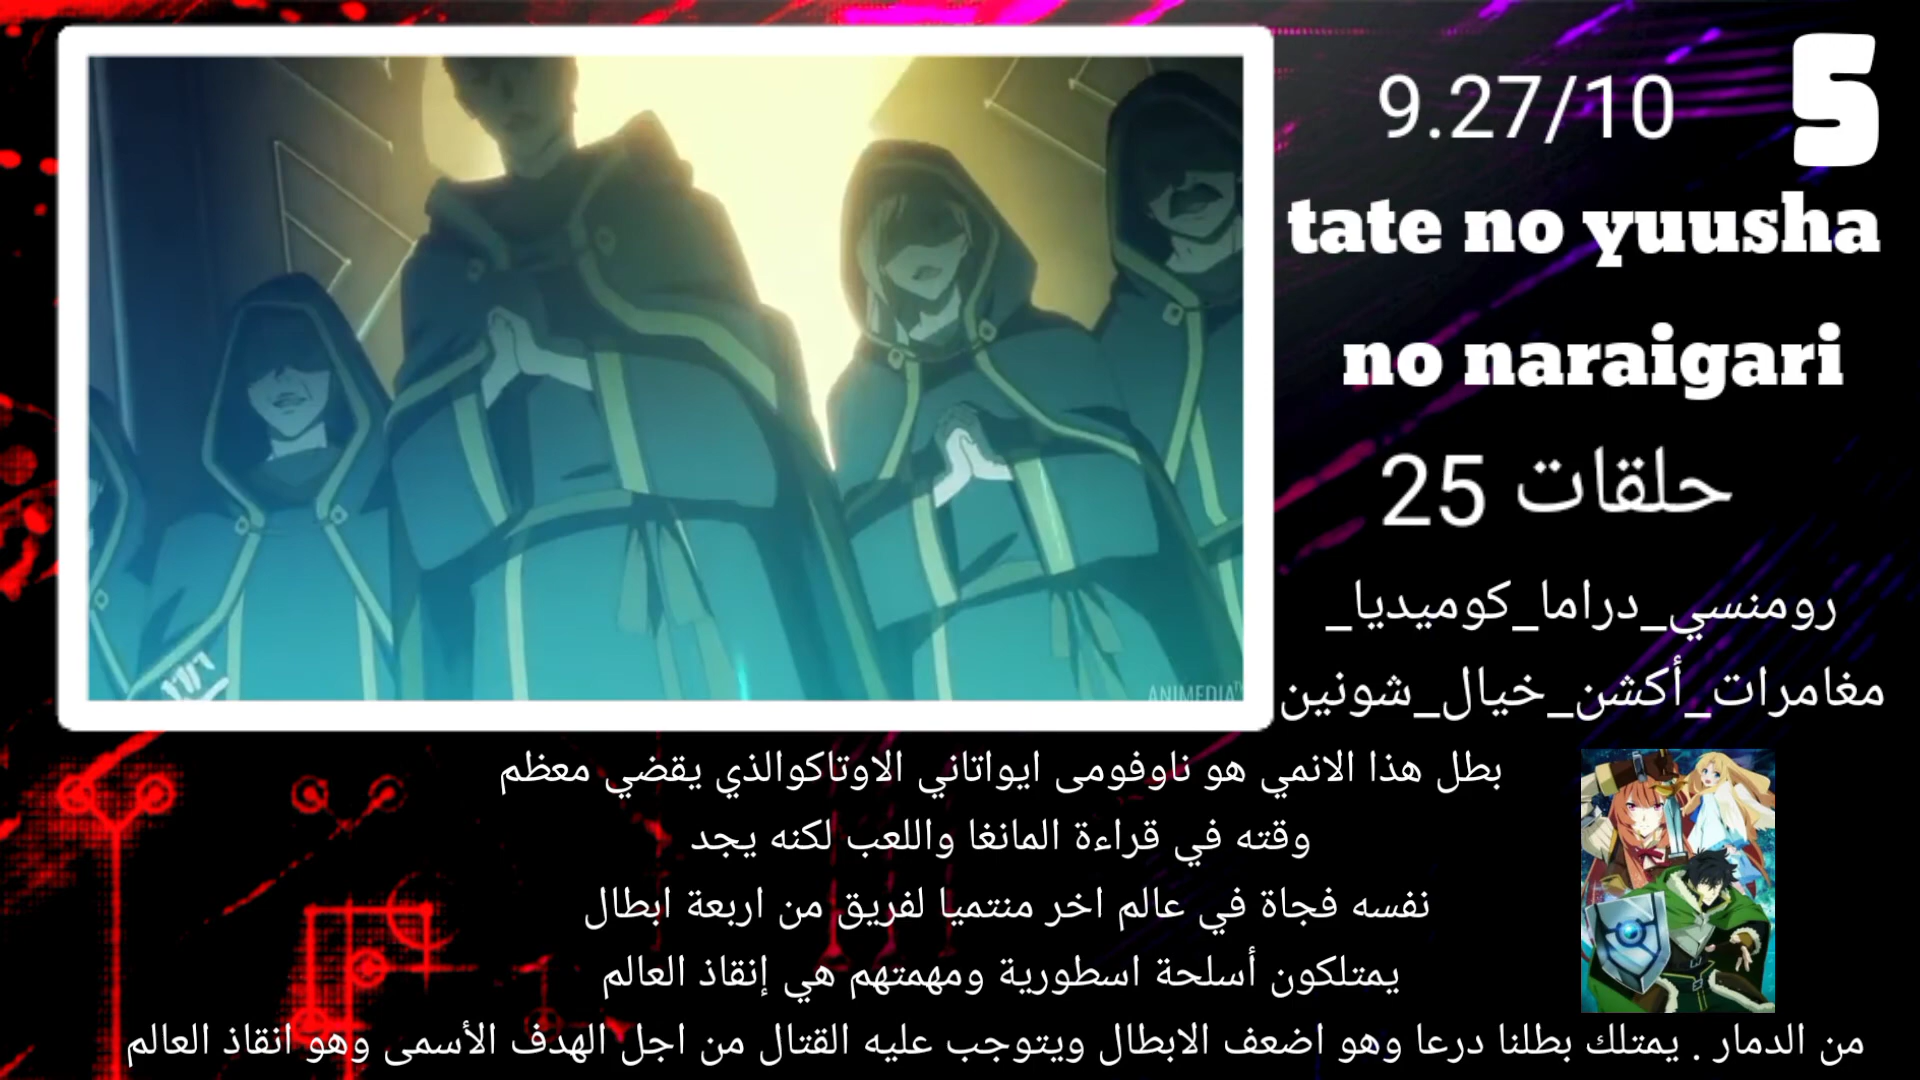 9.27/10
5
tate no yuusha
no naraigari
25 حلقات
رومنسي_دراما_كوميديا_
مغامرات_أكشن_خيال_شونين
ANIMEDIA
بطل هذا الانمي هو ناوفومى ايواتاني الاوتاكوالذي يقضي معظم
وقته في قراءة المانغا واللعب لكنه يجد
نفسه فجاة في عالم اخر منتميا لفريق من اربعة ابطال
يمتلكون أسلحة اسطورية ومهمتهم هي إنقاذ العالم
من الدمار . يمتلك بطلنا درعا وهو اضعف الابطال ويتوجب عليه القتال من اجل الهدف الأسمى وهو انقاذ العالم